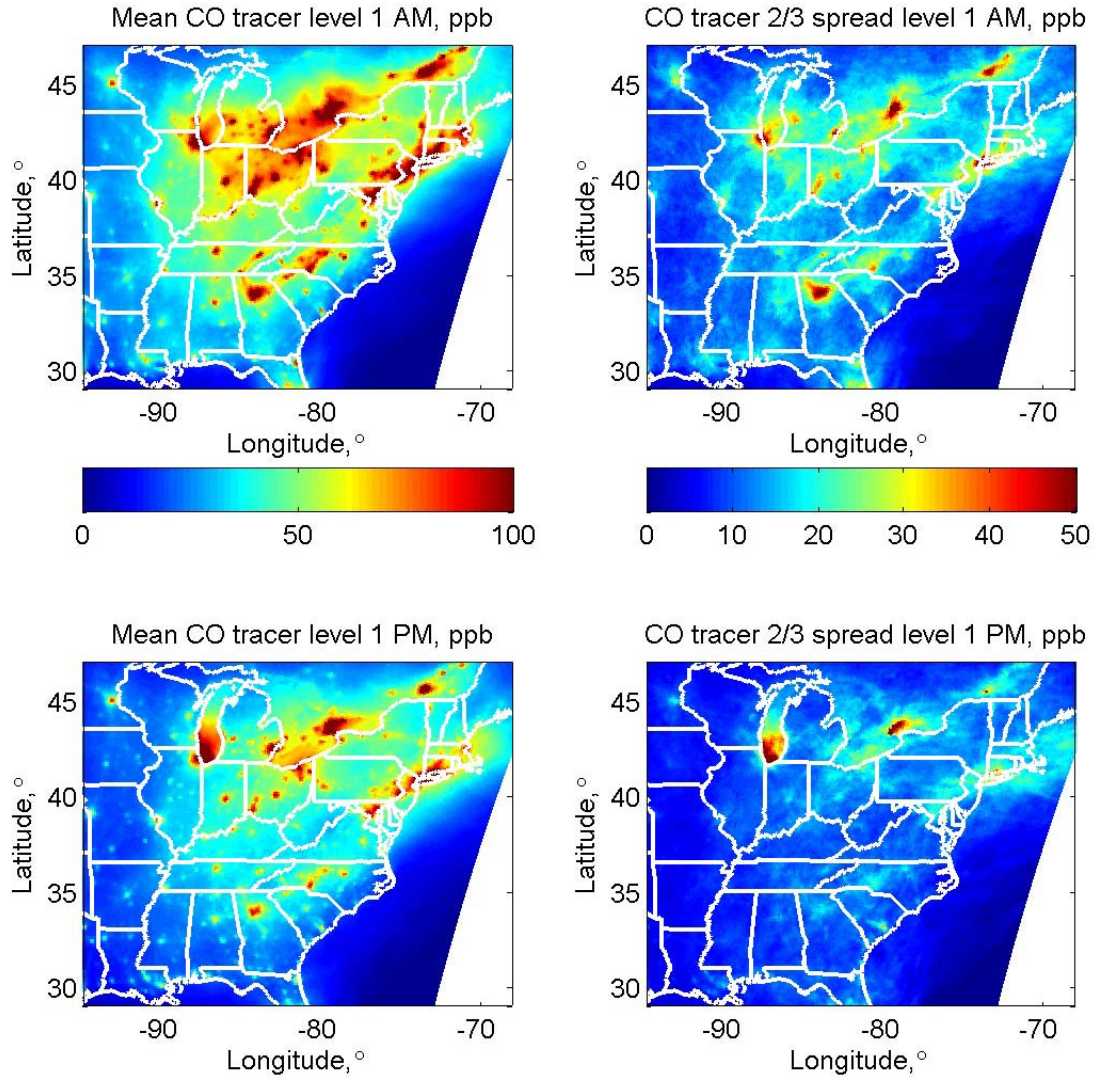 Mean CO tracer level 1 AM, ppb
CO tracer 2/3 spread level 1 AM, ppb
Latitude,°
45
40
35
30
-90 -80 -70
Longitude,°
0 50 100
Latitude,°
45
40
35
30
-90 -80 -70
Longitude,°
0 10 20 30 40 50
Mean CO tracer level 1 PM, ppb
CO tracer 2/3 spread level 1 PM, ppb
Latitude,°
45
40
35
30
-90 -80 -70
Longitude,°
Latitude,°
45
40
35
30
-90 -80 -70
Longitude,°